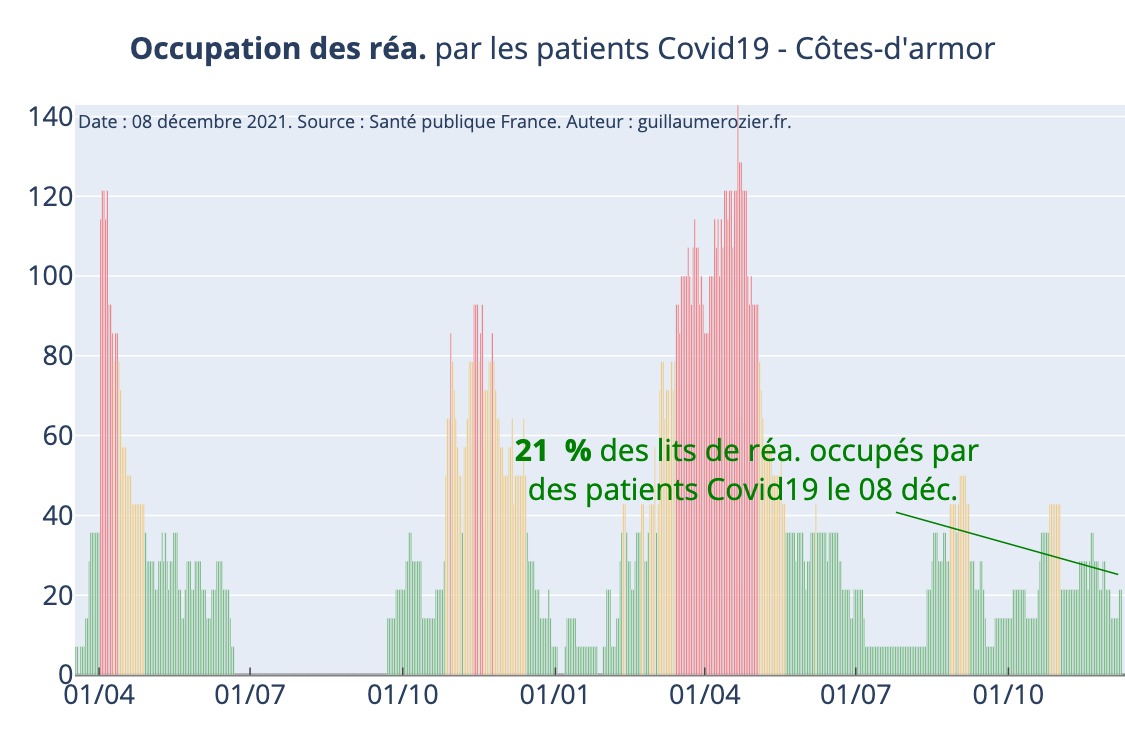 Occupation des réa. par les patients Covid19 - Côtes-d'armor
140
Date : 08 décembre 2021. Source : Santé publique France. Auteur : guillaumerozier.fr.
120
100
80
60
21 % des lits de réa. occupés par
des patients Covid19 le 08 déc.
40
20
0
01/04 01/07 01/10 01/01 01/04 01/07 01/10